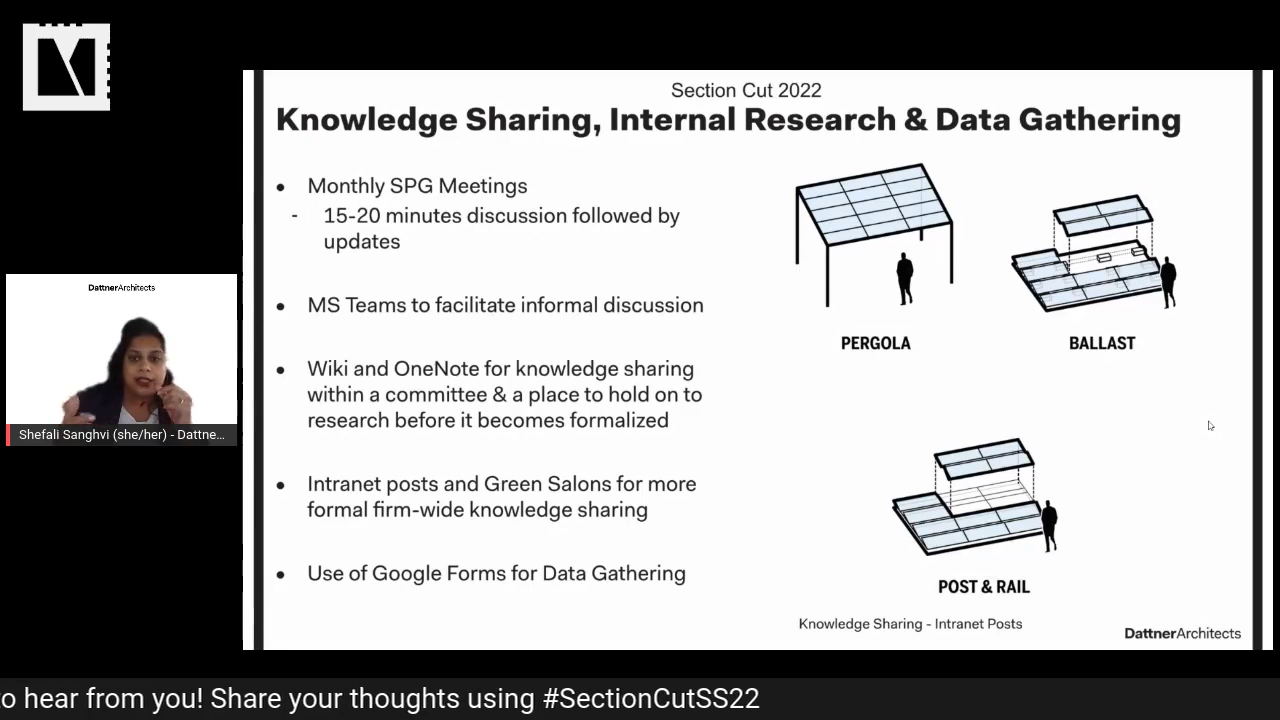 Section Cut 2022
Knowledge Sharing, Internal Research & Data Gathering
• Monthly SPG Meetings
- 15-20 minutes discussion followed by
updates
• MS Teams to facilitate informal discussion
• Wiki and OneNote for knowledge sharing
within a committee & a place to hold on to
research before it becomes formalized
• Intranet posts and Green Salons for more
formal firm-wide knowledge sharing
• Use of Google Forms for Data Gathering
PERGOLA
BALLAST
POST & RAIL
Knowledge Sharing - Intranet Posts
DattnerArchitects
DattnerArchitects
Shefali Sanghvi (she/her) - Dattne...
to hear from you! Share your thoughts using #SectionCutSS22